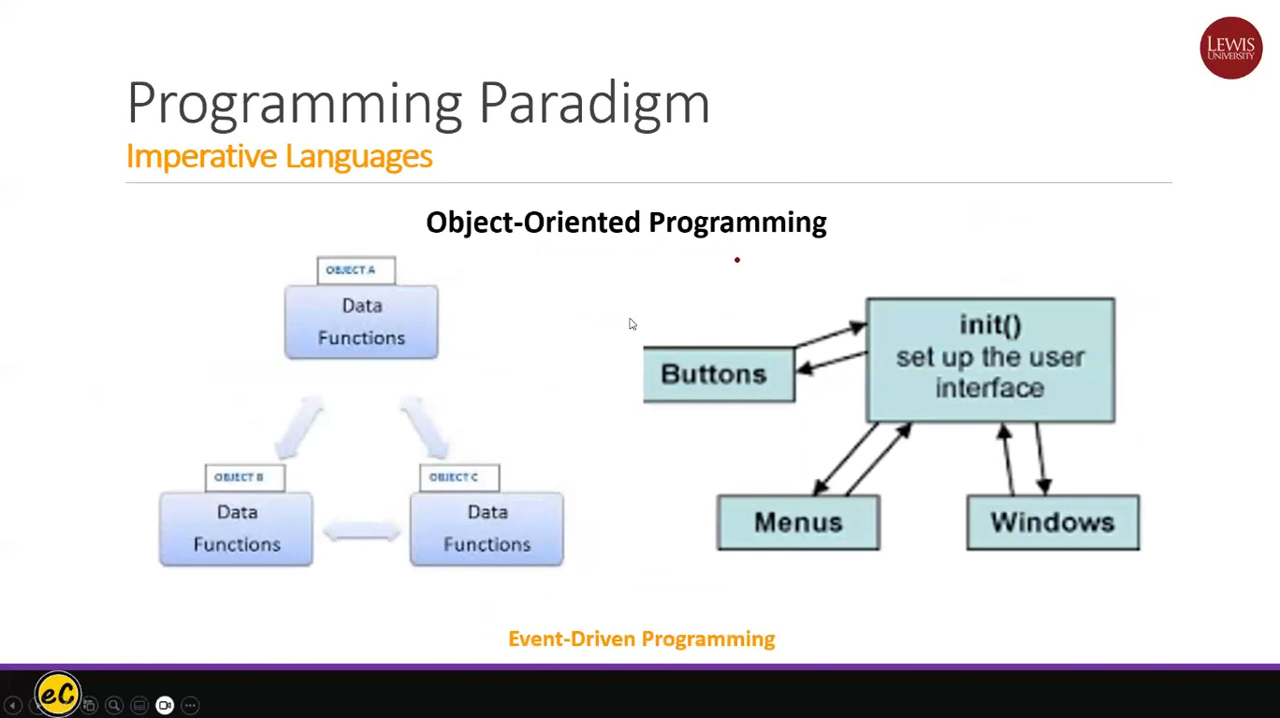 LEWIS
UNIVERSITY
Programming Paradigm
Imperative Languages
Object-Oriented Programming
OBJECT A
Data
Functions
OBJECT B
Data
Functions
OBJECT C
Data
Functions
init()
set up the user
interface
Buttons
Menus
Windows
Event-Driven Programming
eC